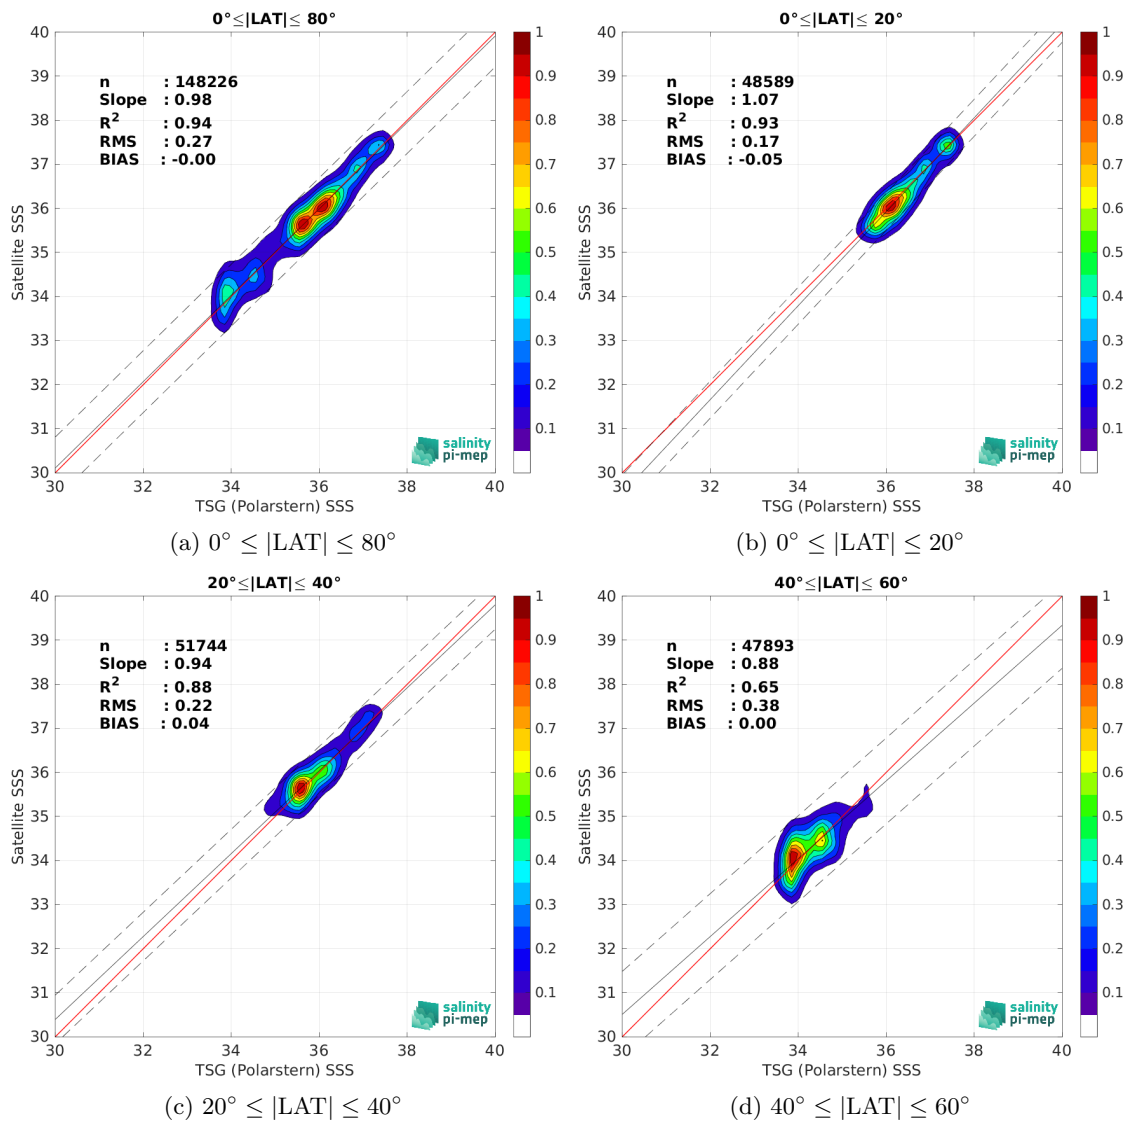 0°≤|LAT|≤ 80°
n : 148226
Slope : 0.98
R2 : 0.94
RMS : 0.27
BIAS : -0.00
40
39
38
37
36
35
34
33
32
31
30
Satellite SSS
30 32 34 36 38 40
TSG (Polarstern) SSS
1
0.9
0.8
0.7
0.6
0.5
0.4
0.3
0.2
0.1
salinity
pi-mep
(a) 0° ≤ |LAT| ≤ 80°
0°≤|LAT|≤ 20°
n : 48589
Slope : 1.07
R2 : 0.93
RMS : 0.17
BIAS : -0.05
40
39
38
37
36
35
34
33
32
31
30
Satellite SSS
30 32 34 36 38 40
TSG (Polarstern) SSS
1
0.9
0.8
0.7
0.6
0.5
0.4
0.3
0.2
0.1
salinity
pi-mep
(b) 0° ≤ |LAT| ≤ 20°
20°≤|LAT|≤ 40°
n : 51744
Slope : 0.94
R2 : 0.88
RMS : 0.22
BIAS : 0.04
40
39
38
37
36
35
34
33
32
31
30
Satellite SSS
30 32 34 36 38 40
TSG (Polarstern) SSS
1
0.9
0.8
0.7
0.6
0.5
0.4
0.3
0.2
0.1
salinity
pi-mep
(c) 20° ≤ |LAT| ≤ 40°
40°≤|LAT|≤ 60°
n : 47893
Slope : 0.88
R2 : 0.65
RMS : 0.38
BIAS : 0.00
40
39
38
37
36
35
34
33
32
31
30
Satellite SSS
30 32 34 36 38 40
TSG (Polarstern) SSS
1
0.9
0.8
0.7
0.6
0.5
0.4
0.3
0.2
0.1
salinity
pi-mep
(d) 40° ≤ |LAT| ≤ 60°